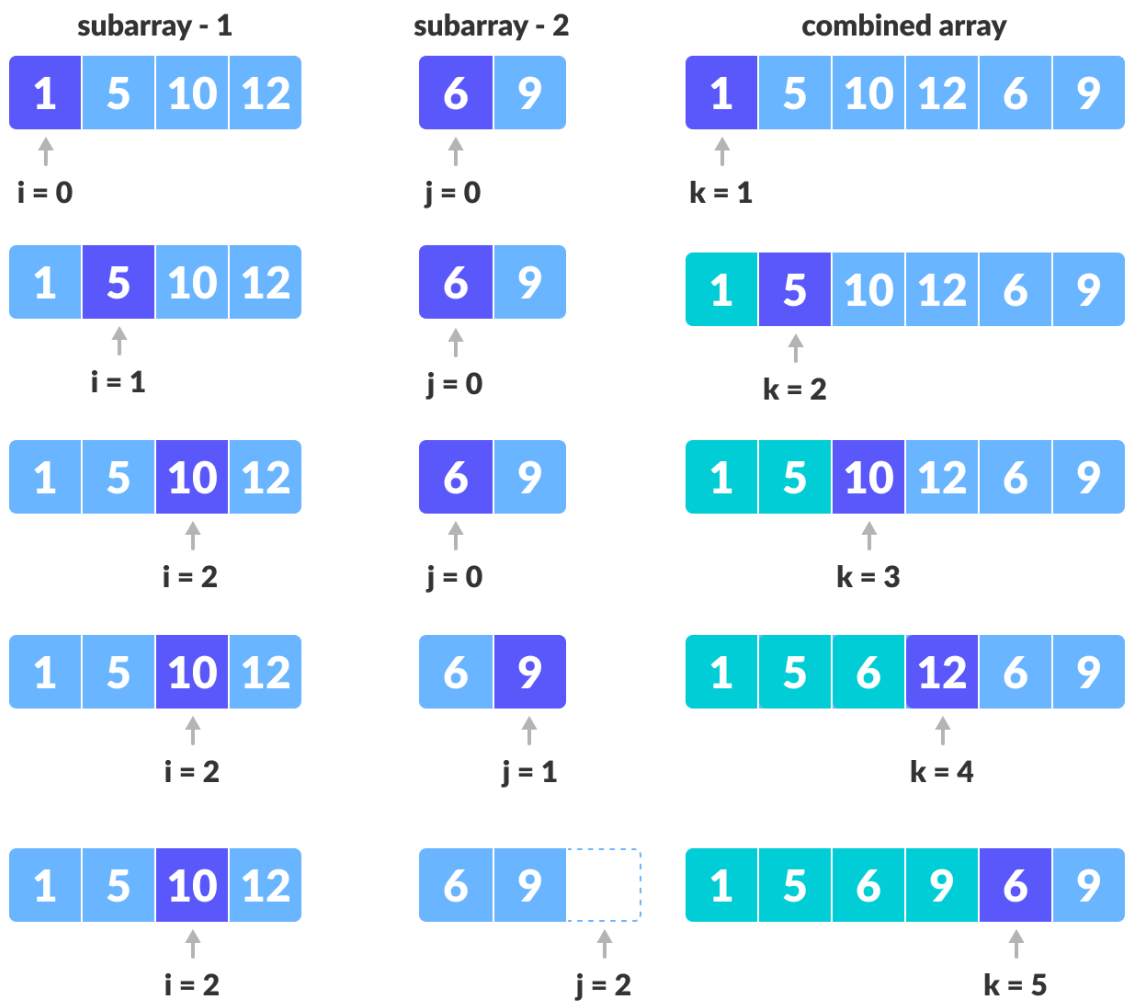 subarray - 1 subarray - 2 combined array
1 5 10 12 6 9 1 5 10 12 6 9
i = 0 j = 0 k = 1
1 5 10 12 6 9 1 5 10 12 6 9
i = 1 j = 0 k = 2
1 5 10 12 6 9 1 5 10 12 6 9
i = 2 j = 0 k = 3
1 5 10 12 6 9 1 5 6 12 6 9
i = 2 j = 1 k = 4
1 5 10 12 6 9 1 5 6 9 6 9
i = 2 j = 2 k = 5